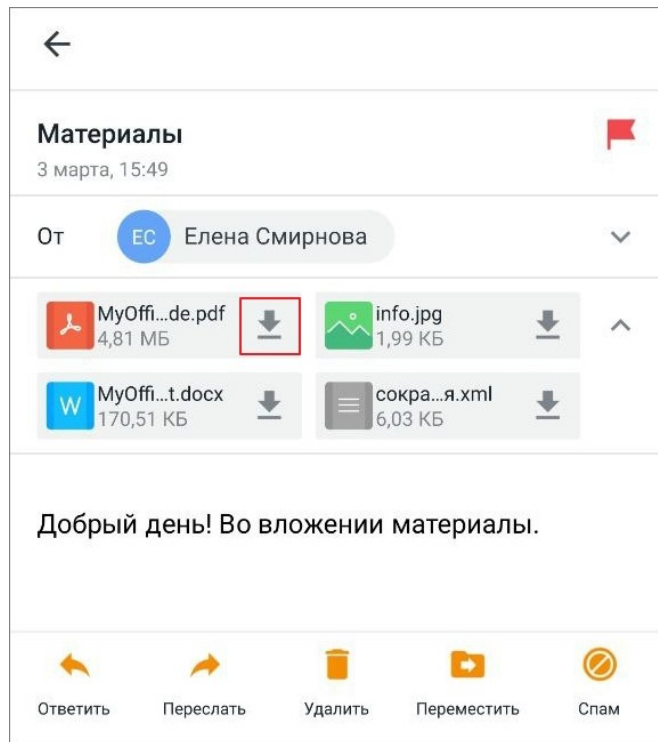 Материалы
3 марта, 15:49
От ЕС Елена Смирнова
MyOffi...de.pdf
4,81 МБ
info.jpg
1,99 КБ
W MyOffi...t.docx
170,51 КБ
сокра...я.xml
6,03 КБ
Добрый день! Во вложении материалы.
Ответить Переслать Удалить Переместить Спам